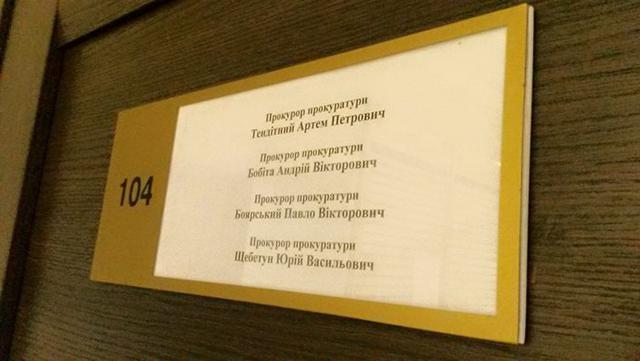 104
Прокурор прокуратури
Тендітний Артем Петрович
Прокурор прокуратури
Бобіта Андрій Вікторович
Прокурор прокуратури
Боярський Павло Вікторович
Прокурор прокуратури
Щебетун Юрій Васильович